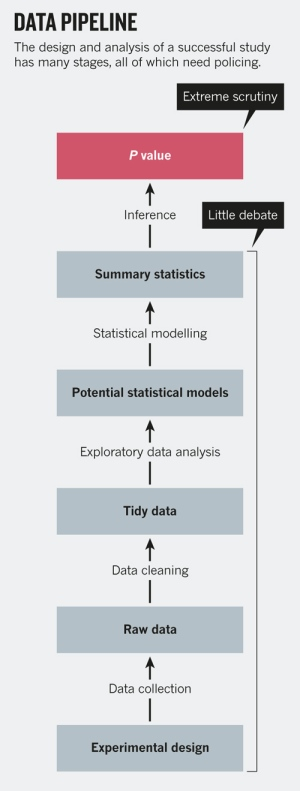 DATA PIPELINE
The design and analysis of a successful study
has many stages, all of which need policing.
Extreme scrutiny
P value
Inference
Little debate
Summary statistics
Statistical modelling
Potential statistical models
Exploratory data analysis
Tidy data
Data cleaning
Raw data
Data collection
Experimental design